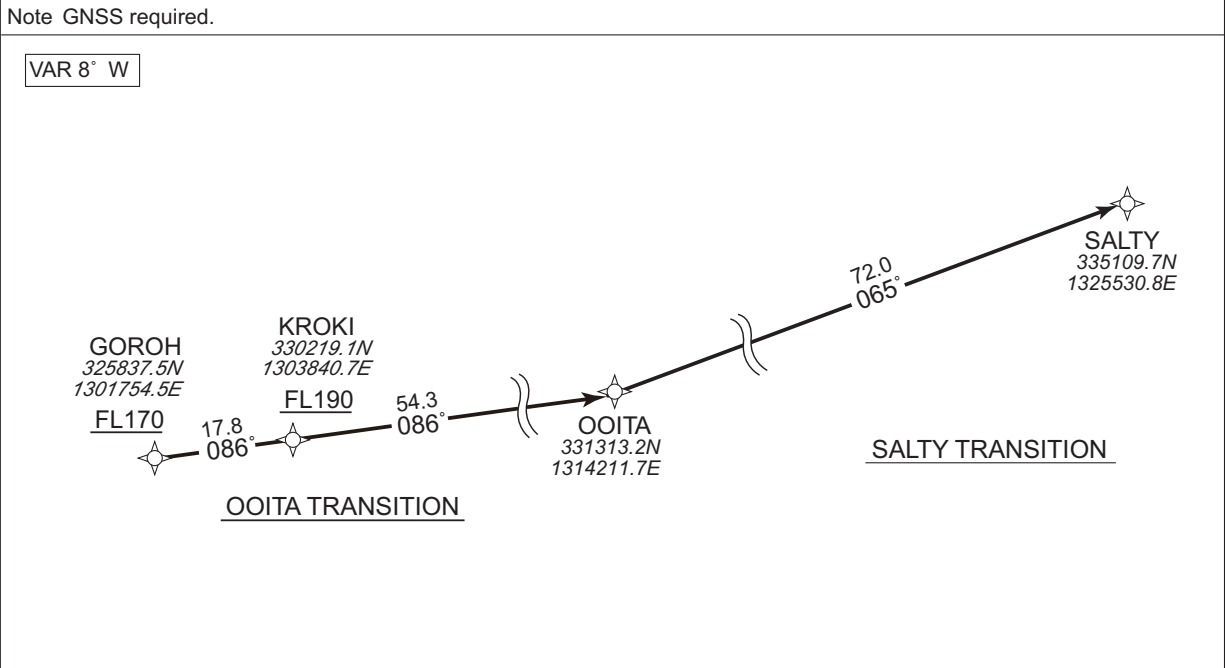 Note GNSS required.
VAR 8° W
SALTY
335109.7N
1325530.8E
72.0
065°
KROKI
330219.1N
1303840.7E
FL190
GOROH
325837.5N
1301754.5E
FL170
17.8
086°
54.3
086°
OOITA
331313.2N
1314211.7E
SALTY TRANSITION
OOITA TRANSITION